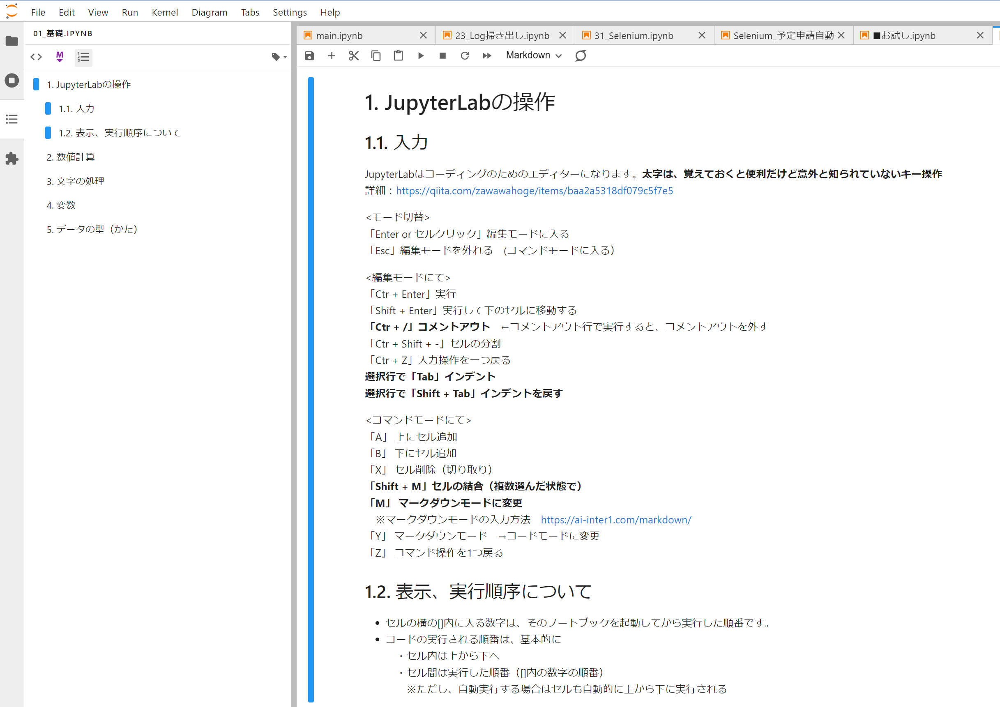 File Edit View Run Kernel Diagram Tabs Settings Help
01_基礎.IPYNB
1. JupyterLabの操作
1.1. 入力
1.2. 表示、実行順序について
2. 数値計算
3. 文字の処理
4. 変数
5. データの型（かた）
main.ipynb
23_Log掃き出し.ipynb
31_Selenium.ipynb
Selenium_予定申請自動
■お試し.ipynb
Markdown
1. JupyterLabの操作
1.1. 入力
JupyterLabはコーディングのためのエディターになります。太字は、覚えておくと便利だけど意外と知られていないキー操作
詳細：https://qiita.com/zawawahoge/items/baa2a5318df079c5f7e5
<モード切替>
「Enter or セルクリック」編集モードに入る
「Esc」編集モードを外れる　(コマンドモードに入る）
<編集モードにて>
「Ctr + Enter」実行
「Shift + Enter」実行して下のセルに移動する
「Ctr + /」コメントアウト　←コメントアウト行で実行すると、コメントアウトを外す
「Ctr + Shift + -」セルの分割
「Ctr + Z」入力操作を一つ戻る
選択行で「Tab」インデント
選択行で「Shift + Tab」インデントを戻す
<コマンドモードにて>
「A」 上にセル追加
「B」 下にセル追加
「X」 セル削除（切り取り）
「Shift + M」セルの結合（複数選んだ状態で）
「M」 マークダウンモードに変更
※マークダウンモードの入力方法　https://ai-inter1.com/markdown/
「Y」 マークダウンモード　→コードモードに変更
「Z」 コマンド操作を1つ戻る
1.2. 表示、実行順序について
• セルの横の[]内に入る数字は、そのノートブックを起動してから実行した順番です。
• コードの実行される順番は、基本的に
・セル内は上から下へ
・セル間は実行した順番（[]内の数字の順番）
※ただし、自動実行する場合はセルも自動的に上から下に実行される